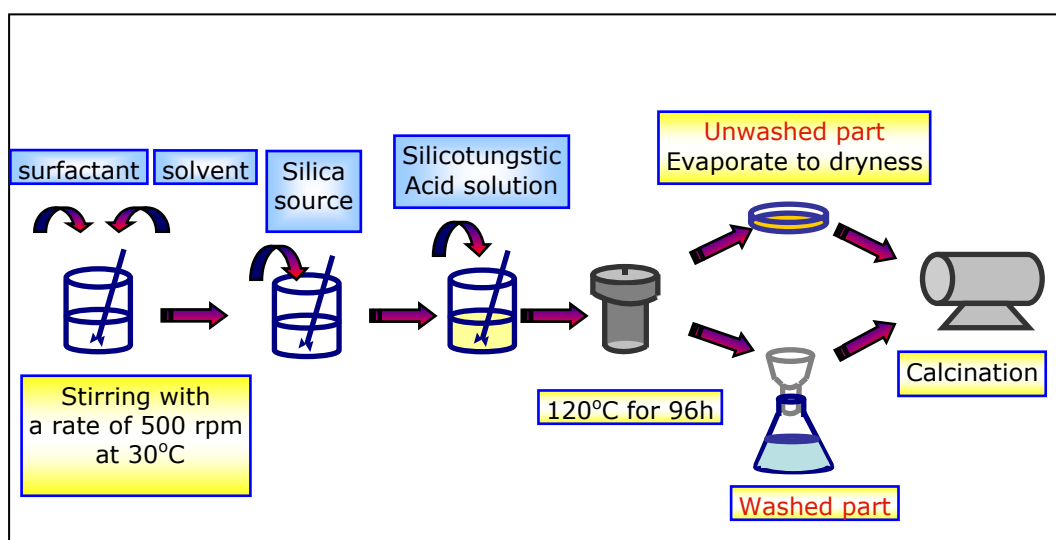 surfactant
solvent
Silica
source
Silicotungstic
Acid solution
Unwashed part
Evaporate to dryness
Stirring with
a rate of 500 rpm
at 30°C
120°C for 96h
Washed part
Calcination